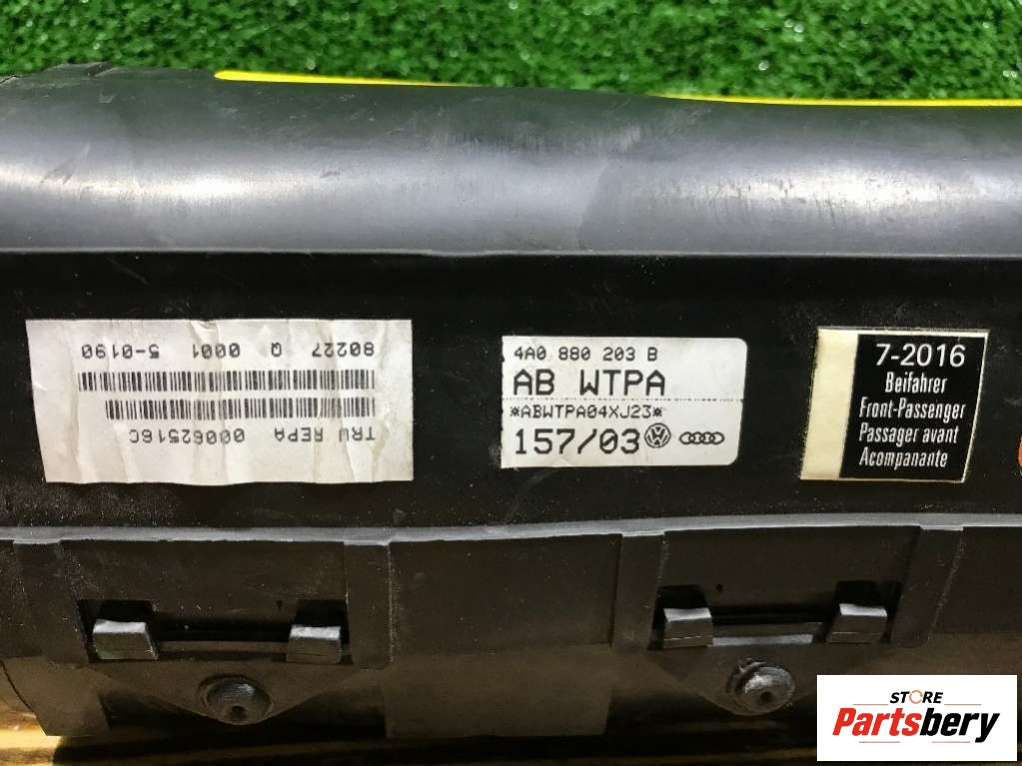 80227 Q 0001 5-0190
TRU REPA 00062516C
4A0 880 203 B
AB WTPA
*ABWTPA04XJ23*
157/03
7-2016
Beifahrer
Front-Passenger
Passager avant
Acompanante
STORE
Partsbery